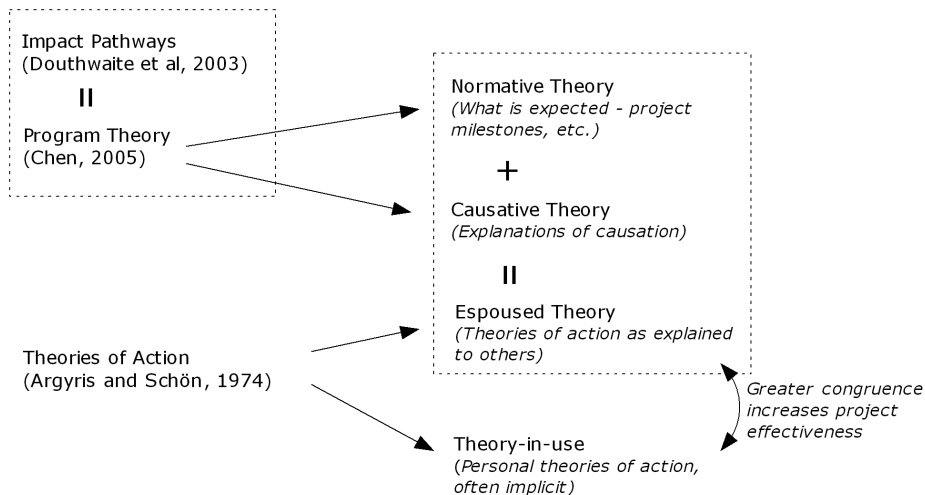 Impact Pathways
(Douthwaite et al, 2003)
=
Program Theory
(Chen, 2005)
Normative Theory
(What is expected - project
milestones, etc.)
+
Causative Theory
(Explanations of causation)
=
Espoused Theory
(Theories of action as explained
to others)
Theories of Action
(Argyris and Schön, 1974)
Greater congruence
increases project
effectiveness
Theory-in-use
(Personal theories of action,
often implicit)